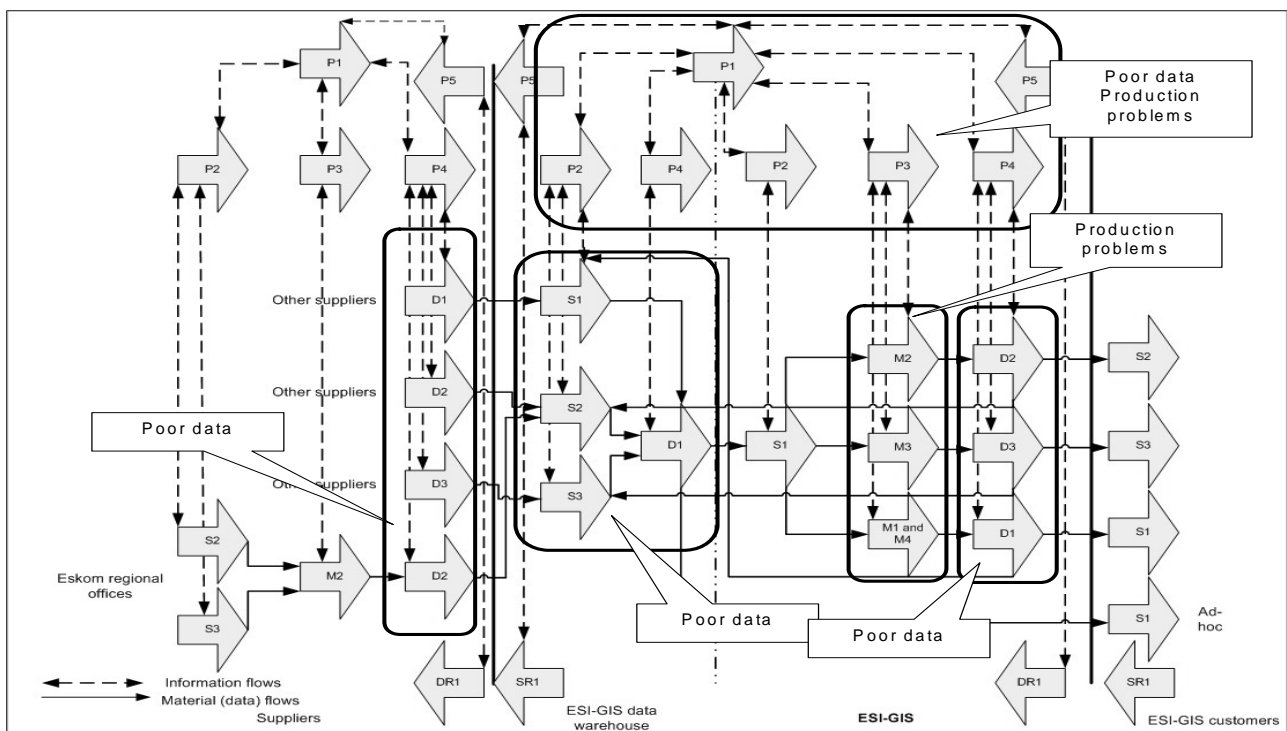 P1
P5
P5
P1
P5
Poor data
Production
problems
P2
P3
P4
P2
P4
P2
P3
P4
Production
problems
Other suppliers
D1
S1
M2
D2
S2
Other suppliers
D2
S2
D1
S1
M3
D3
S3
Poor data
Other suppliers
D3
S3
M1 and
M4
D1
S1
S2
Eskom regional
offices
M2
D2
S3
Poor data
Poor data
S1
Ad-
hoc
DR1
SR1
DR1
SR1
Information flows
Material (data) flows
Suppliers
ESI-GIS data
warehouse
ESI-GIS
ESI-GIS customers